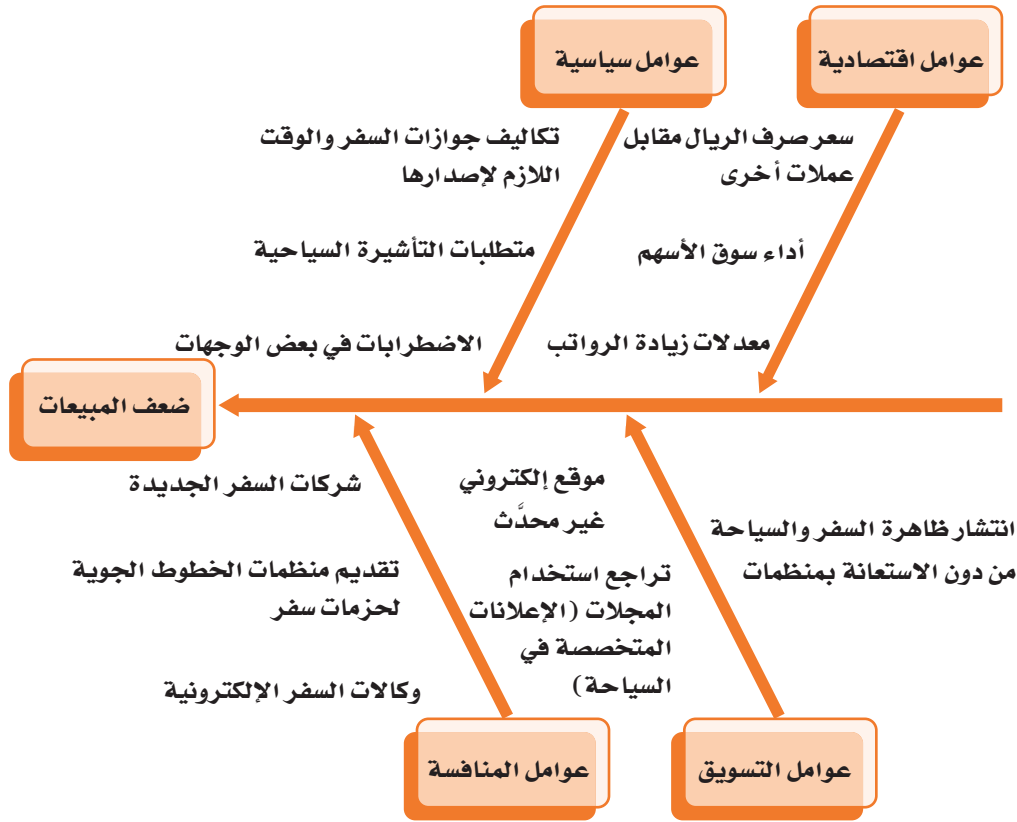 عوامل اقتصادية
سعر صرف الريال مقابل
عملات أخرى
أداء سوق الأسهم
معدلات زيادة الرواتب
عوامل سياسية
تكاليف جوازات السفر والوقت
اللازم لإصدارها
متطلبات التأشيرة السياحية
الاضطرابات في بعض الوجهات
ضعف المبيعات
انتشار ظاهرة السفر والسياحة
من دون الاستعانة بمنظمات
موقع إلكتروني
غير محدَّث
تراجع استخدام
المجلات (الإعلانات
المتخصصة في
السياحة)
عوامل التسويق
شركات السفر الجديدة
تقديم منظمات الخطوط الجوية
لحزمات سفر
وكالات السفر الإلكترونية
عوامل المنافسة